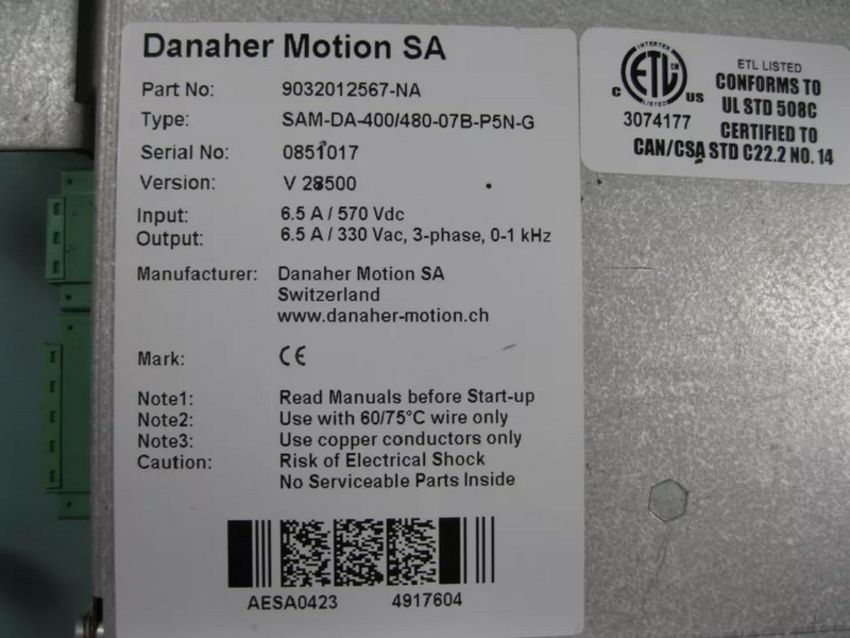 Danaher Motion SA
Part No: 9032012567-NA
Type: SAM-DA-400/480-07B-P5N-G
Serial No: 0851017
Version: V 28500
Input: 6.5 A / 570 Vdc
Output: 6.5 A / 330 Vac, 3-phase, 0-1 kHz
Manufacturer: Danaher Motion SA
Switzerland
www.danaher-motion.ch
Mark: CE
Note1: Read Manuals before Start-up
Note2: Use with 60/75°C wire only
Note3: Use copper conductors only
Caution: Risk of Electrical Shock
No Serviceable Parts Inside
AESA0423 4917604
INTERTEK
ETL CM
LISTED
C US
3074177
ETL LISTED
CONFORMS TO
UL STD 508C
CERTIFIED TO
CAN/CSA STD C22.2 NO. 14